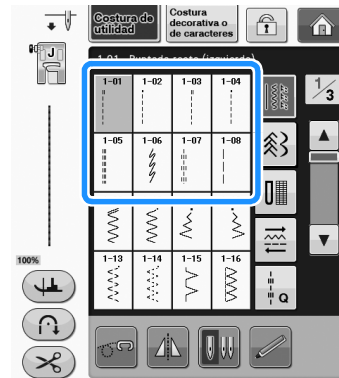 Costura de
utilidad
Costura
decorativa o
de caracteres
J
1-01
1-02
1-03
1-04
1/3
1-05
1-06
1-07
1-08
1-13
1-14
1-15
1-16
100%
Q